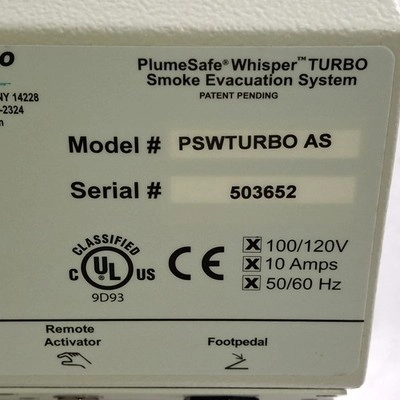 o
PlumeSafe® Whisper™ TURBO
Smoke Evacuation System
PATENT PENDING
NY 14228
-2324
m
Model # PSWTURBO AS
Serial # 503652
CLASSIFIED
C UL US
9D93
CE
100/120V
10 Amps
50/60 Hz
Remote
Activator
Footpedal